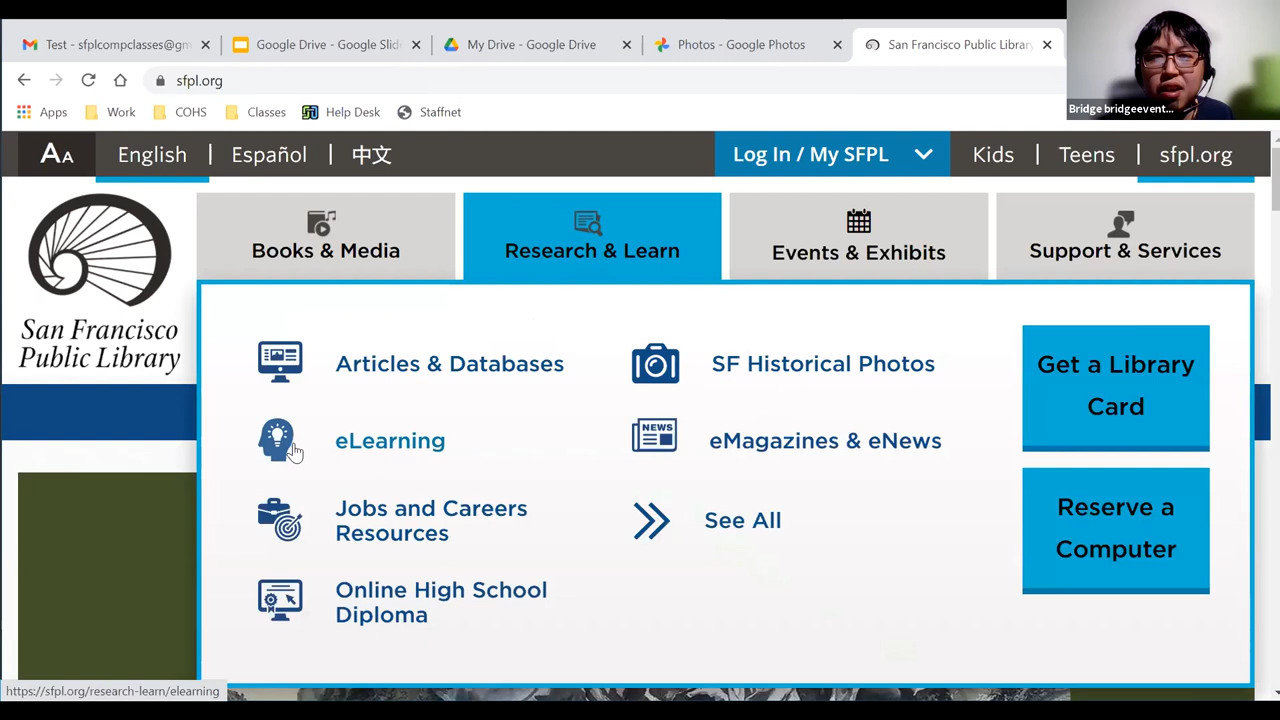 Test - sfplcompclasses@gm
Google Drive - Google Slid
My Drive - Google Drive
Photos - Google Photos
San Francisco Public Librar
Bridge bridgeevent...
sfpl.org
Apps
Work
COHS
Classes
Help Desk
Staffnet
AA
English
Español
中文
Log In / My SFPL
Kids
Teens
sfpl.org
San Francisco
Public Library
Books & Media
Research & Learn
Events & Exhibits
Support & Services
Articles & Databases
eLearning
Jobs and Careers
Resources
Online High School
Diploma
SF Historical Photos
NEWS
eMagazines & eNews
See All
Get a Library
Card
Reserve a
Computer
https://sfpl.org/research-learn/elearning